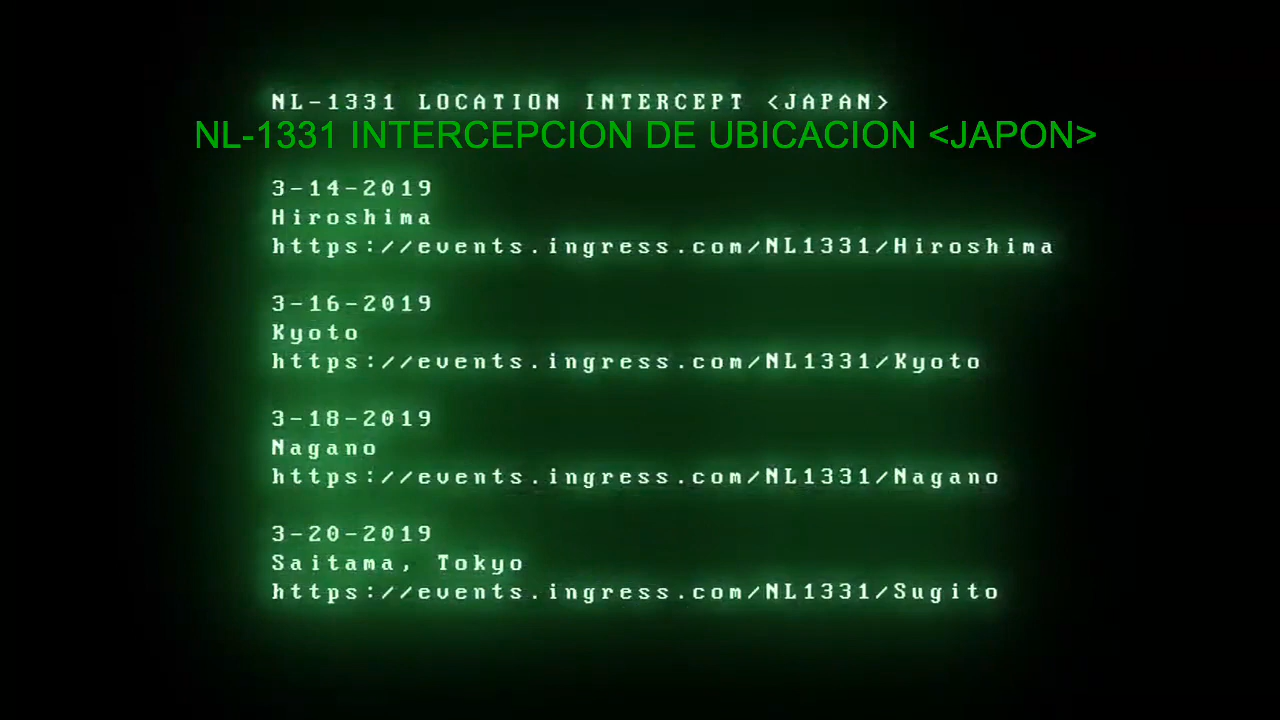 NL-1331 LOCATION INTERCEPT <JAPAN>
NL-1331 INTERCEPCION DE UBICACION <JAPON>
3-14-2019
Hiroshima
https://events.ingress.com/NL1331/Hiroshima
3-16-2019
Kyoto
https://events.ingress.com/NL1331/Kyoto
3-18-2019
Nagano
https://events.ingress.com/NL1331/Nagano
3-20-2019
Saitama, Tokyo
https://events.ingress.com/NL1331/Sugito